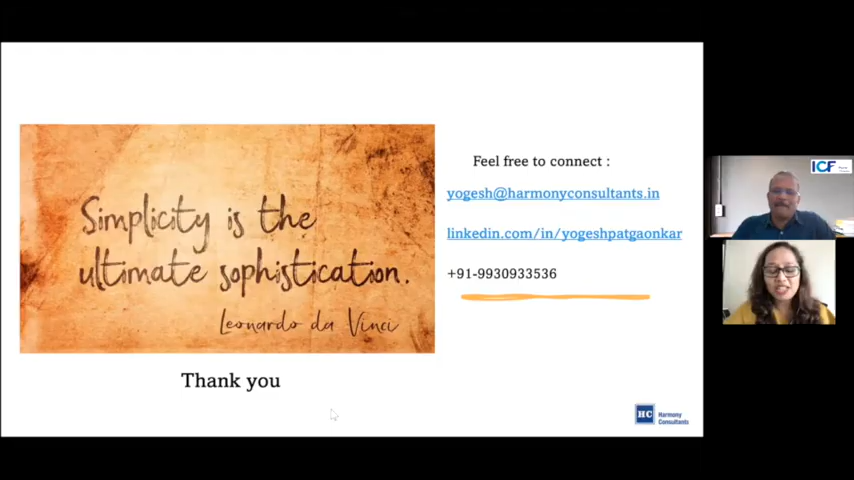 Simplicity is the
ultimate sophistication.
Leonardo da Vinci
Thank you
Feel free to connect :
yogesh@harmonyconsultants.in
linkedin.com/in/yogeshpatgaonkar
+91-9930933536
HC
Harmony
Consultants
ICF